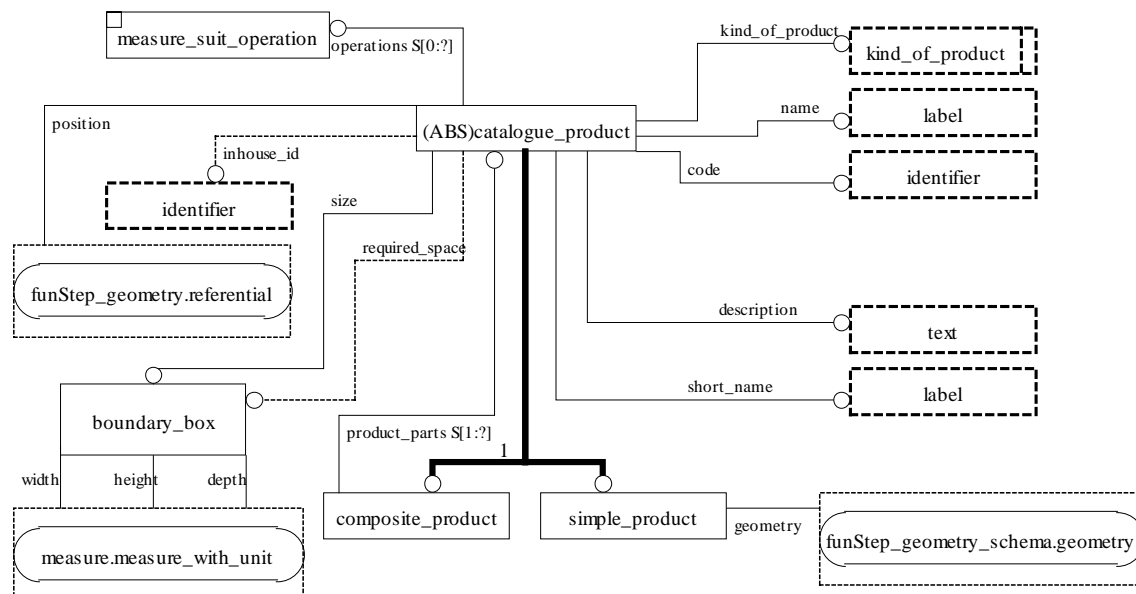 kind_of_product
measure_suit_operation
operations S[0:?]
kind_of_product
name
position
(ABS)catalogue_product
label
inhouse_id
code
identifier
identifier
size
required_space
funStep_geometry.referential
description
text
short_name
label
boundary_box
product_parts S[1:?]
1
width
height
depth
composite_product
simple_product
geometry
funStep_geometry_schema.geometry
measure.measure_with_unit